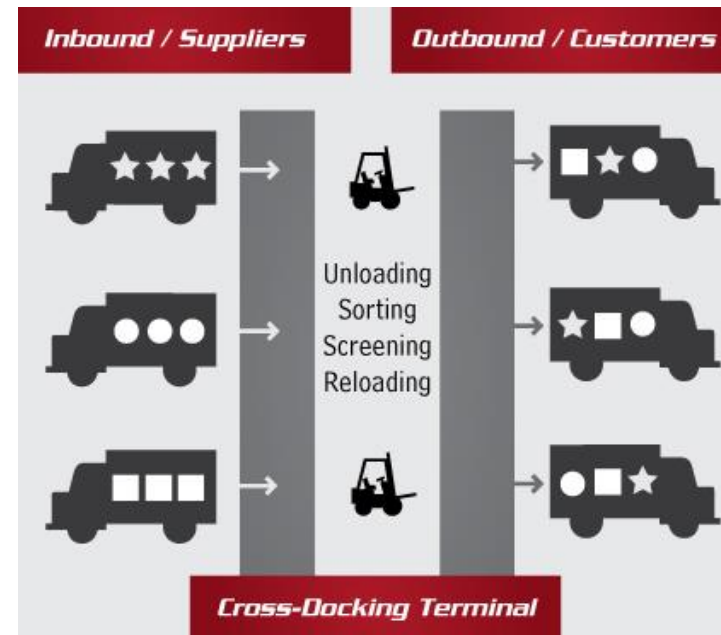 Inbound / Suppliers
Outbound / Customers
Unloading
Sorting
Screening
Reloading
Cross-Docking Terminal